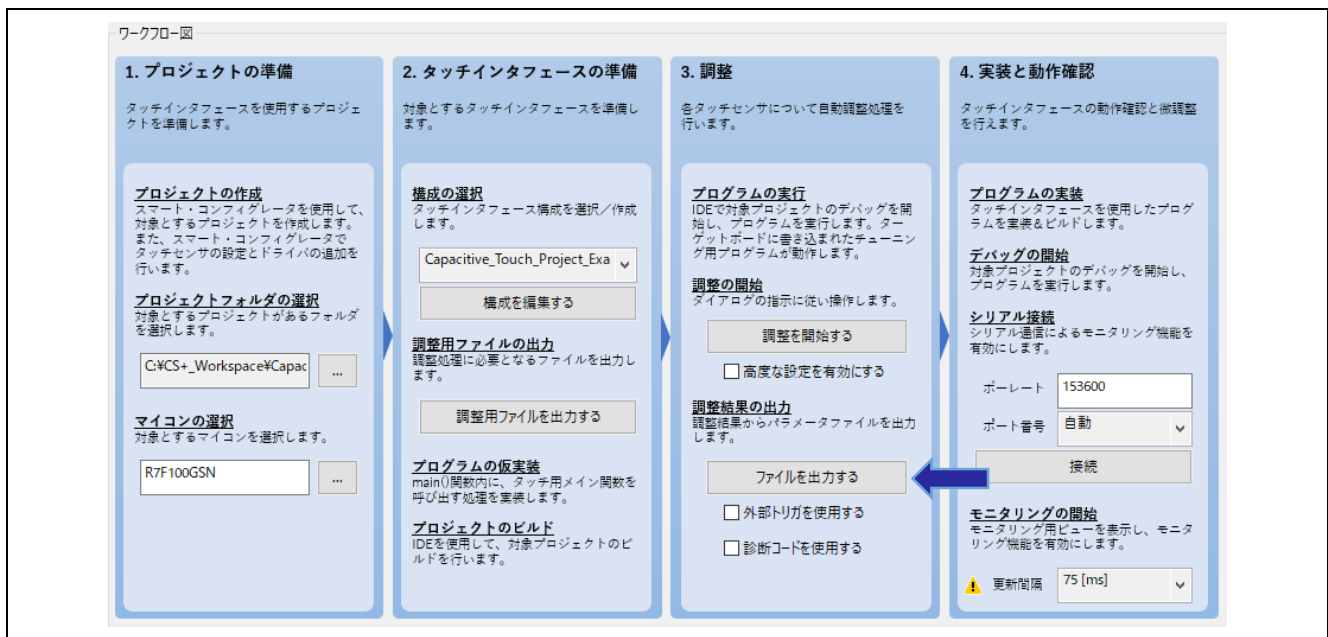 ワークフロー図
1. プロジェクトの準備
タッチインタフェースを使用するプロジェ
クトを準備します。
プロジェクトの作成
スマート・コンフィグレータを使用して、
対象とするプロジェクトを作成します。
また、スマート・コンフィグレータで
タッチセンサの設定とドライバの追加を
行います。
プロジェクトフォルダの選択
対象とするプロジェクトがあるフォルダ
を選択します。
C:¥CS+_Workspace¥Capac
...
マイコンの選択
対象とするマイコンを選択します。
R7F100GSN
...
2. タッチインタフェースの準備
対象とするタッチインタフェースを準備し
ます。
構成の選択
タッチインタフェース構成を選択／作成
します。
Capacitive_Touch_Project_Exa
構成を編集する
調整用ファイルの出力
調整処理に必要となるファイルを出力し
ます。
調整用ファイルを出力する
プログラムの仮実装
main()関数内に、タッチ用メイン関数を
呼び出す処理を実装します。
プロジェクトのビルド
IDEを使用して、対象プロジェクトのビ
ルドを行います。
3. 調整
各タッチセンサについて自動調整処理を
行います。
プログラムの実行
IDEで対象プロジェクトのデバッグを開
始し、プログラムを実行します。ター
ゲットボードに書き込まれたチューニン
グ用プログラムが動作します。
調整の開始
ダイアログの指示に従い操作します。
調整を開始する
高度な設定を有効にする
調整結果の出力
調整結果からパラメータファイルを出力
します。
ファイルを出力する
外部トリガを使用する
診断コードを使用する
4. 実装と動作確認
タッチインタフェースの動作確認と微調整
を行えます。
プログラムの実装
タッチインタフェースを使用したプログ
ラムを実装&ビルドします。
デバッグの開始
対象プロジェクトのデバッグを開始し、
プログラムを実行します。
シリアル接続
シリアル通信によるモニタリング機能を
有効にします。
ボーレート 153600
ポート番号 自動
接続
モニタリングの開始
モニタリング用ビューを表示し、モニタ
リング機能を有効にします。
更新間隔 75 [ms]